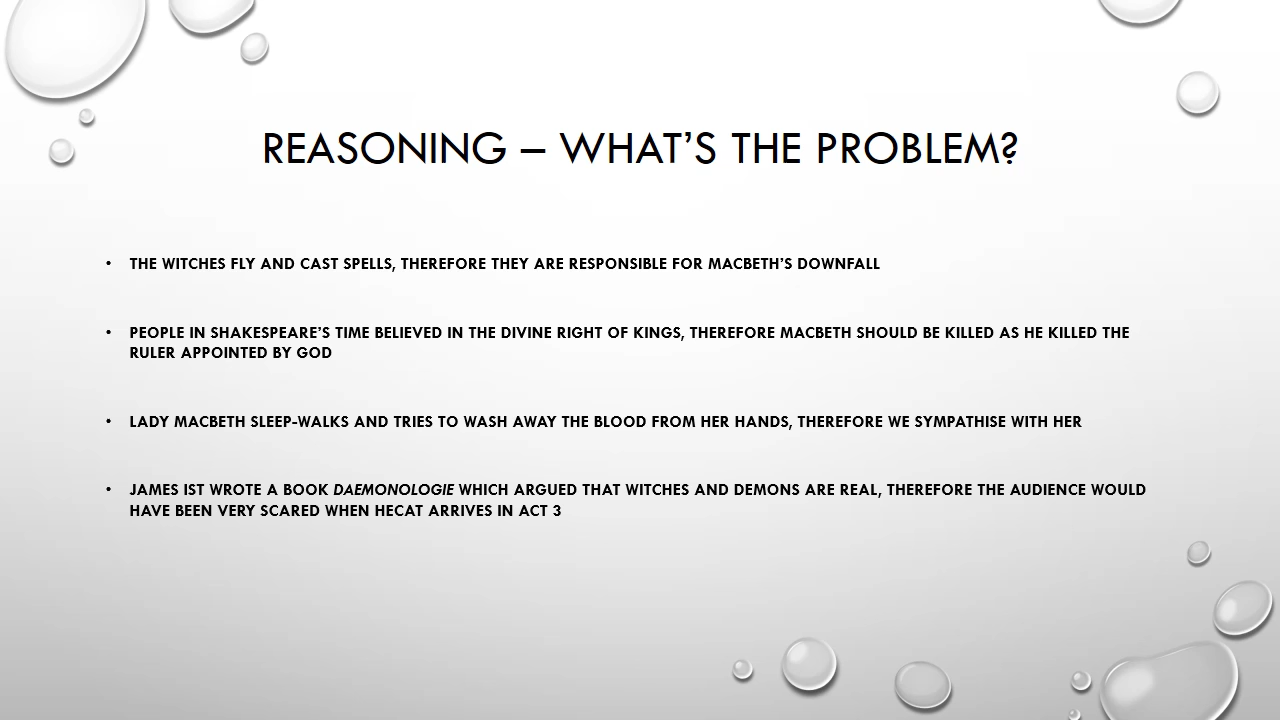 REASONING – WHAT'S THE PROBLEM?
• THE WITCHES FLY AND CAST SPELLS, THEREFORE THEY ARE RESPONSIBLE FOR MACBETH'S DOWNFALL
• PEOPLE IN SHAKESPEARE'S TIME BELIEVED IN THE DIVINE RIGHT OF KINGS, THEREFORE MACBETH SHOULD BE KILLED AS HE KILLED THE
RULER APPOINTED BY GOD
• LADY MACBETH SLEEP-WALKS AND TRIES TO WASH AWAY THE BLOOD FROM HER HANDS, THEREFORE WE SYMPATHISE WITH HER
• JAMES IST WROTE A BOOK DAEMONOLOGIE WHICH ARGUED THAT WITCHES AND DEMONS ARE REAL, THEREFORE THE AUDIENCE WOULD
HAVE BEEN VERY SCARED WHEN HECAT ARRIVES IN ACT 3